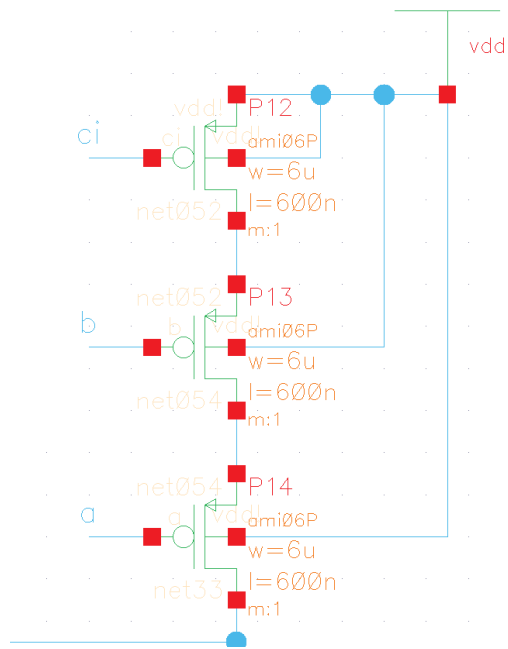 vdd
vdd!
P12
ci
ci
vdd!
ami06P
w=6u
net052
l=600n
m:1
net052
P13
b
b
vdd!
ami06P
w=6u
net054
l=600n
m:1
net054
P14
a
a
vdd!
ami06P
w=6u
net33
l=600n
m:1